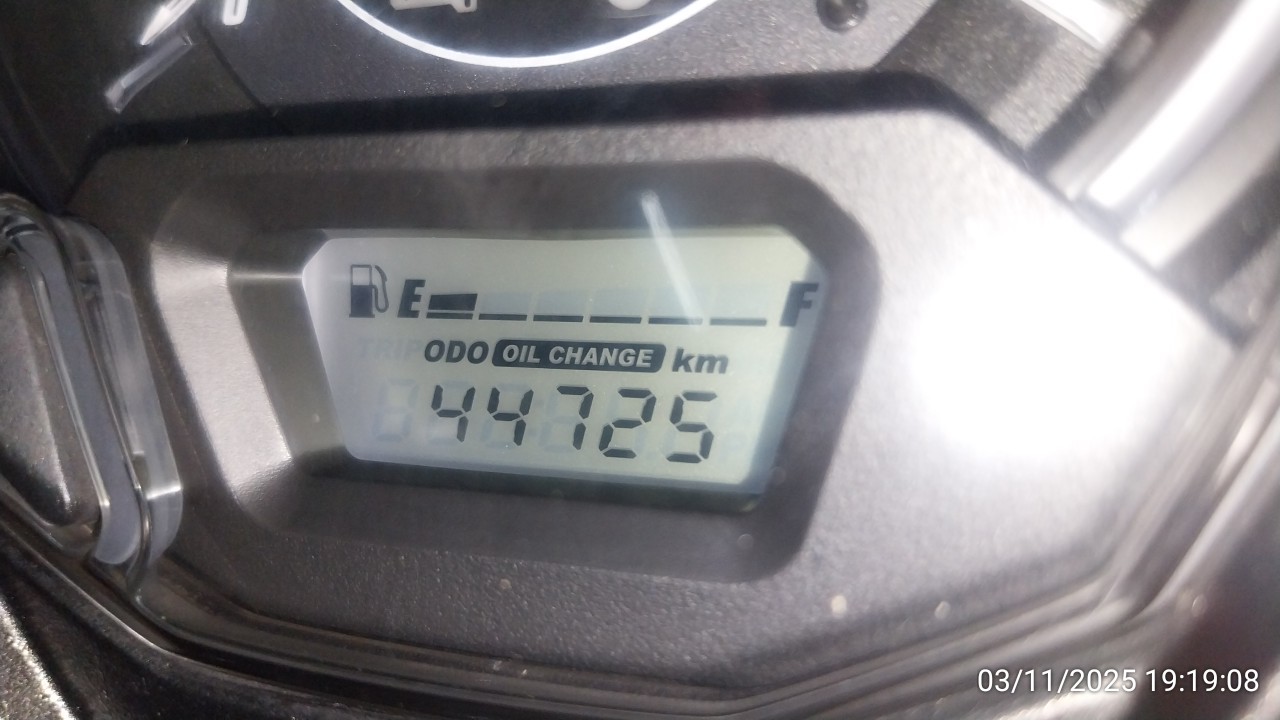 E F
ODO OIL CHANGE km
44725
03/11/2025 19:19:08